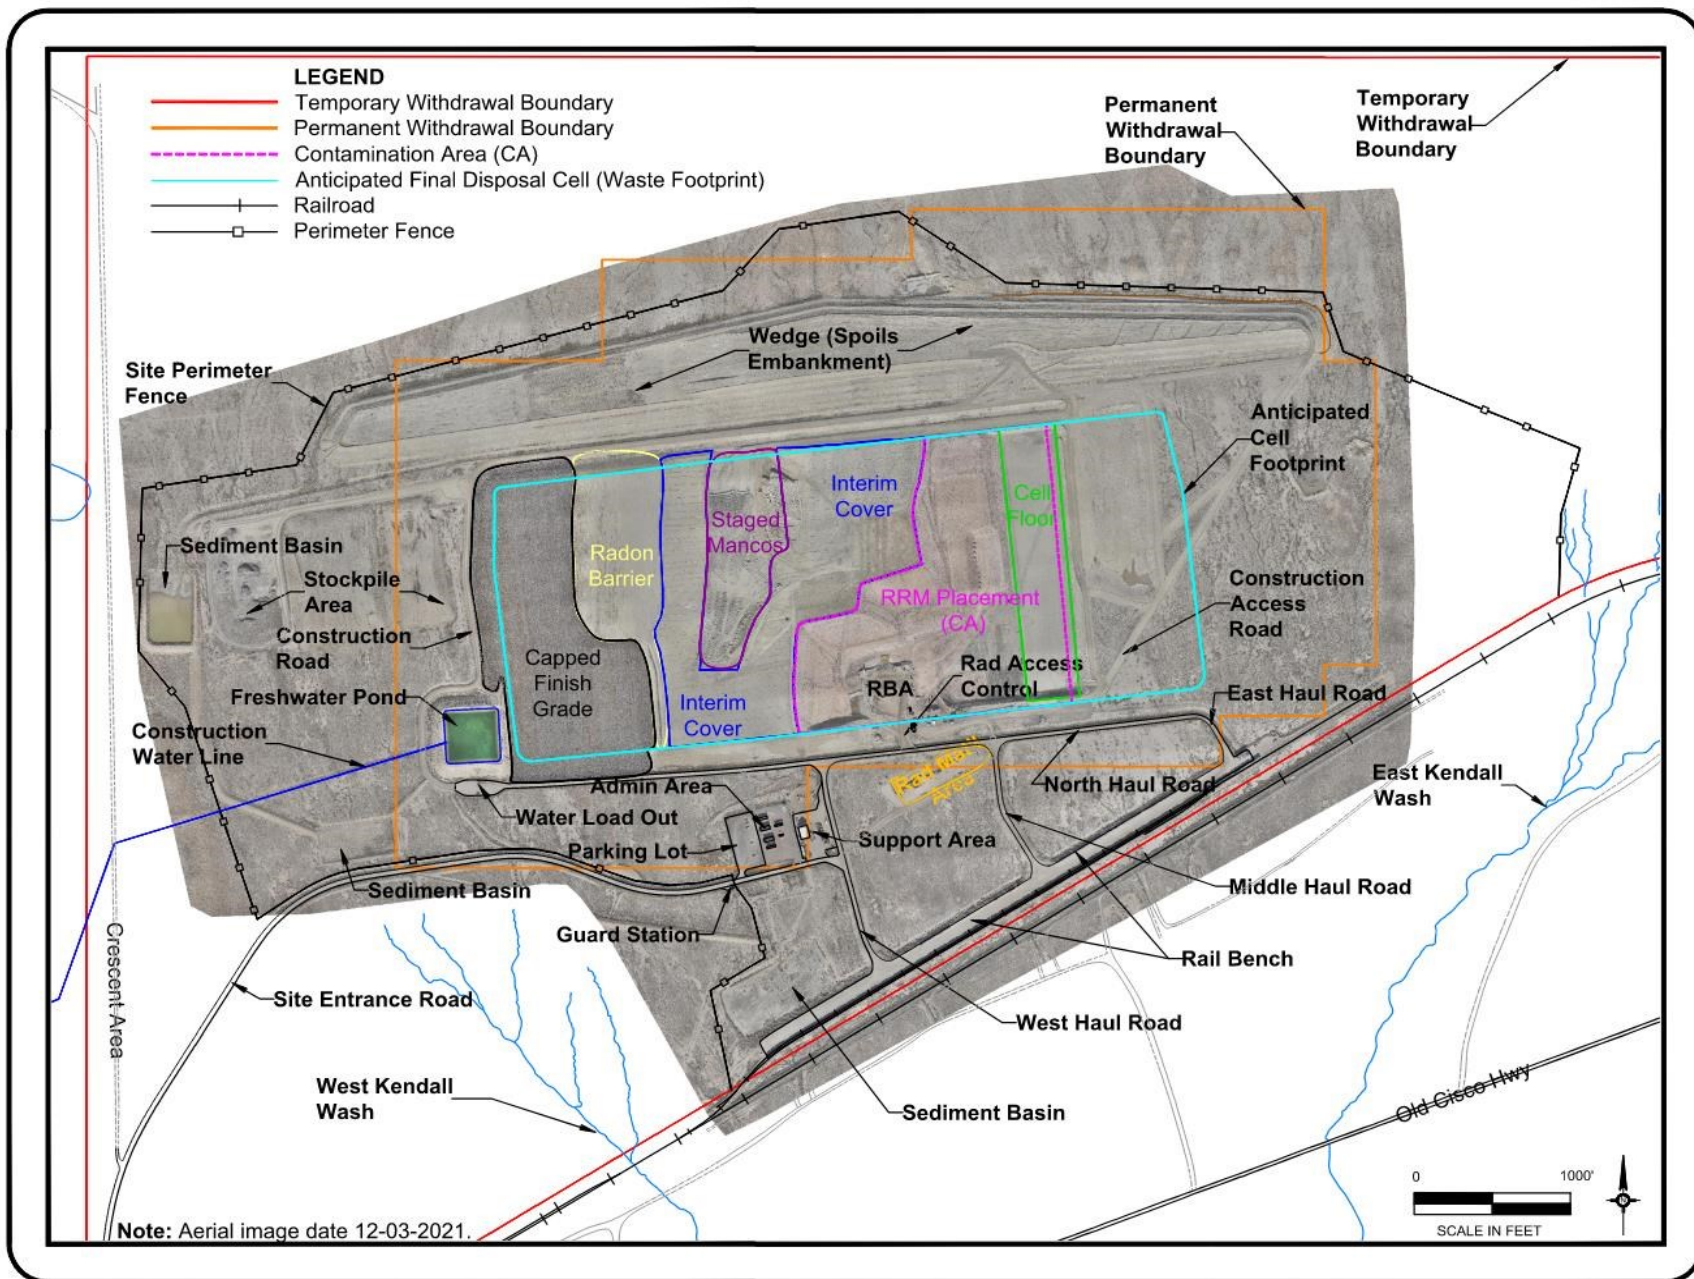 LEGEND
Temporary Withdrawal Boundary
Permanent Withdrawal Boundary
Contamination Area (CA)
Anticipated Final Disposal Cell (Waste Footprint)
Railroad
Perimeter Fence
Permanent
Withdrawal
Boundary
Temporary
Withdrawal
Boundary
Wedge (Spoils
Embankment)
Site Perimeter
Fence
Anticipated
Cell
Footprint
Interim
Cover
Cell
Floor
Staged
Mancos
Radon
Barrier
Sediment Basin
Stockpile
Area
Construction
Road
RRM Placement
(CA)
Construction
Access
Road
Capped
Finish
Grade
Rad Access
Control
RBA
Freshwater Pond
Interim
Cover
East Haul Road
Construction
Water Line
Admin Area
North Haul Road
East Kendall
Wash
Water Load Out
Area
Parking Lot
Support Area
Sediment Basin
Middle Haul Road
Guard Station
Rail Bench
Crescent Area
Site Entrance Road
West Haul Road
West Kendall
Wash
Sediment Basin
Old Cisco Hwy
0 1000'
SCALE IN FEET
Note: Aerial image date 12-03-2021.